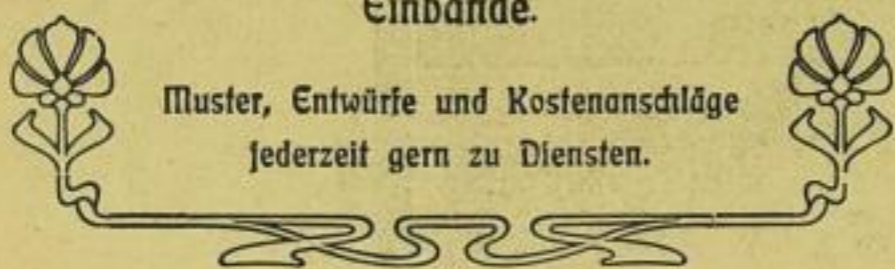 Einbände.
Muster, Entwürfe und Kostenanschläge
jederzeit gern zu Diensten.